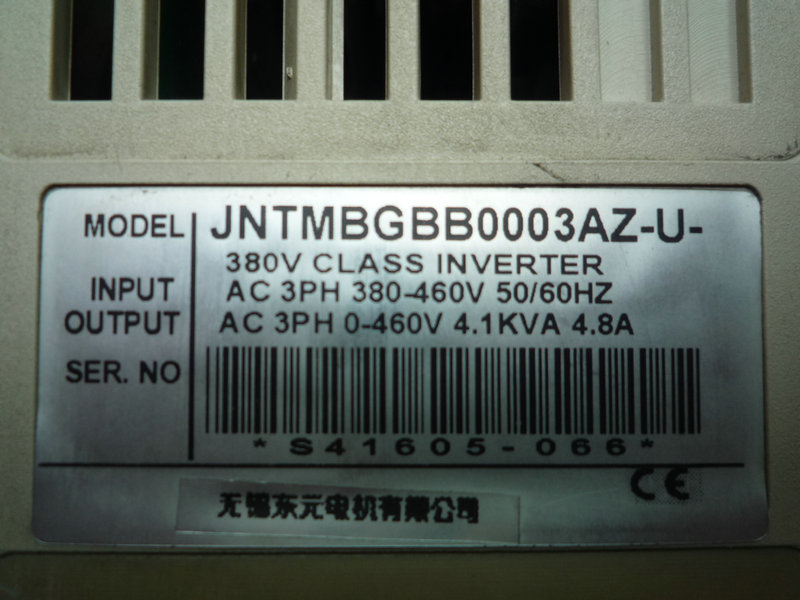 MODEL JNTMBGBB0003AZ-U-
380V CLASS INVERTER
INPUT AC 3PH 380-460V 50/60HZ
OUTPUT AC 3PH 0-460V 4.1KVA 4.8A
SER. NO
*S41605-066*
CE
无锡东元电机有限公司